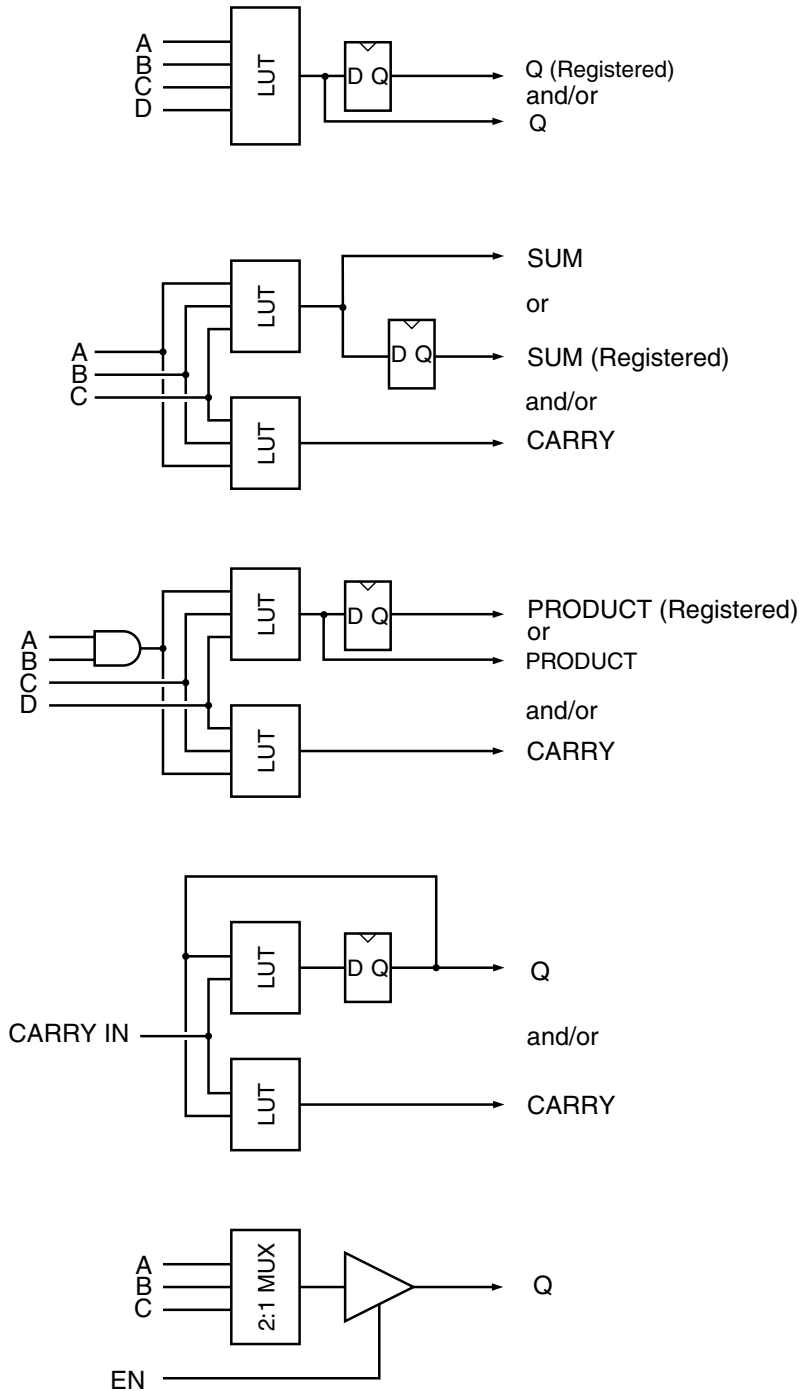 A
B
C
D
LUT
D Q
Q (Registered)
and/or
Q
A
B
C
LUT
LUT
D Q
SUM
or
SUM (Registered)
and/or
CARRY
A
B
C
D
LUT
LUT
D Q
PRODUCT (Registered)
or
PRODUCT
and/or
CARRY
CARRY IN
LUT
LUT
D Q
Q
and/or
CARRY
A
B
C
2:1 MUX
Q
EN